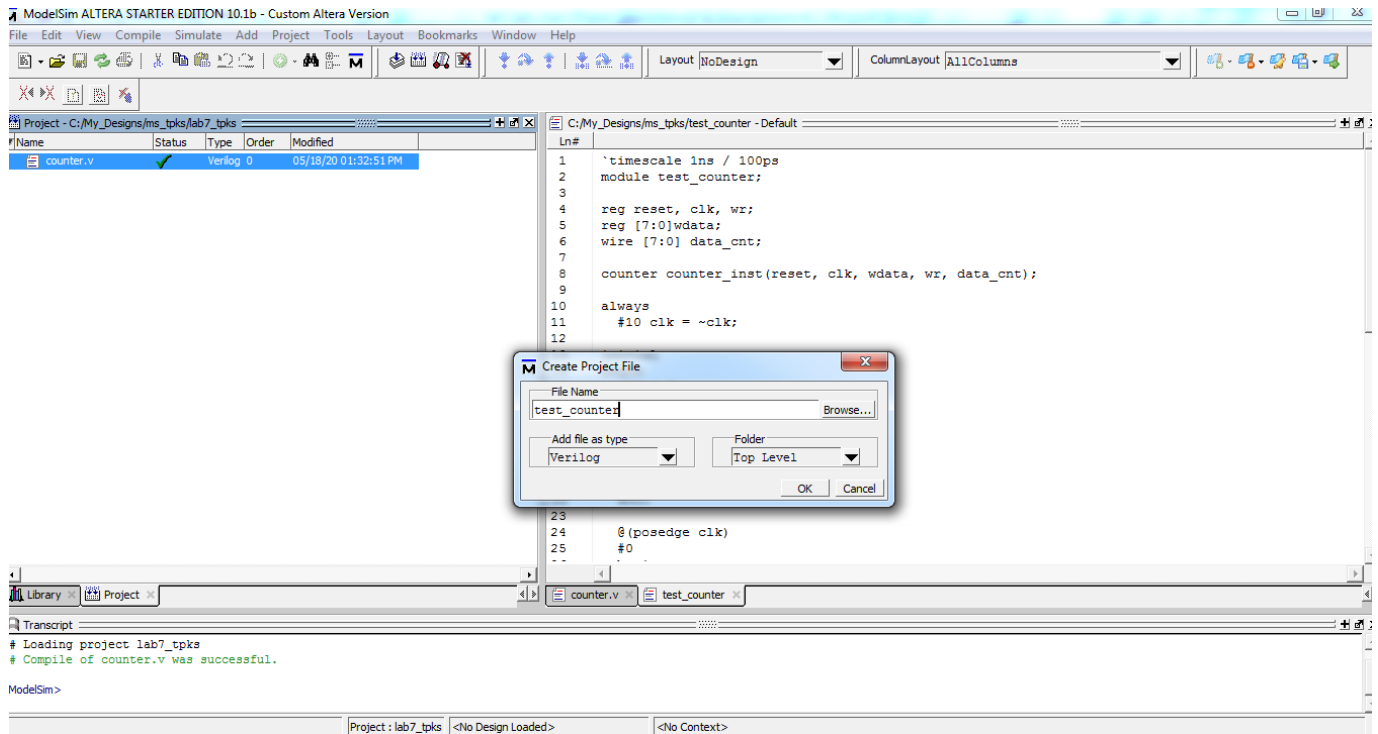 ModelSim ALTERA STARTER EDITION 10.1b - Custom Altera Version
File Edit View Compile Simulate Add Project Tools Layout Bookmarks Window Help
Layout NoDesign ColumnLayout AllColumns
Project - C:/My_Designs/ms_tpks/lab7_tpks
Name Status Type Order Modified
counter.v Verilog 0 05/18/20 01:32:51 PM
C:/My_Designs/ms_tpks/test_counter - Default
Ln#
1 `timescale 1ns / 100ps
2 module test_counter;
3
4 reg reset, clk, wr;
5 reg [7:0]wdata;
6 wire [7:0] data_cnt;
7
8 counter counter_inst(reset, clk, wdata, wr, data_cnt);
9
10 always
11 #10 clk = ~clk;
12
Create Project File
File Name
test_counter Browse...
Add file as type Folder
Verilog Top Level
OK Cancel
23
24 @(posedge clk)
25 #0
Library Project
counter.v test_counter
Transcript
# Loading project lab7_tpks
# Compile of counter.v was successful.
ModelSim>
Project : lab7_tpks <No Design Loaded> <No Context>